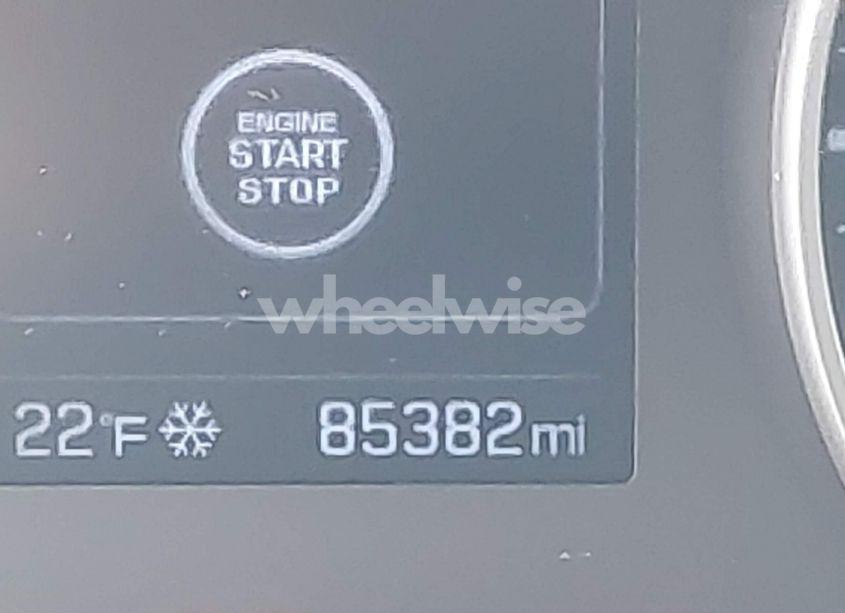 ENGINE
START
STOP
wheelwise
22°F 85382mi